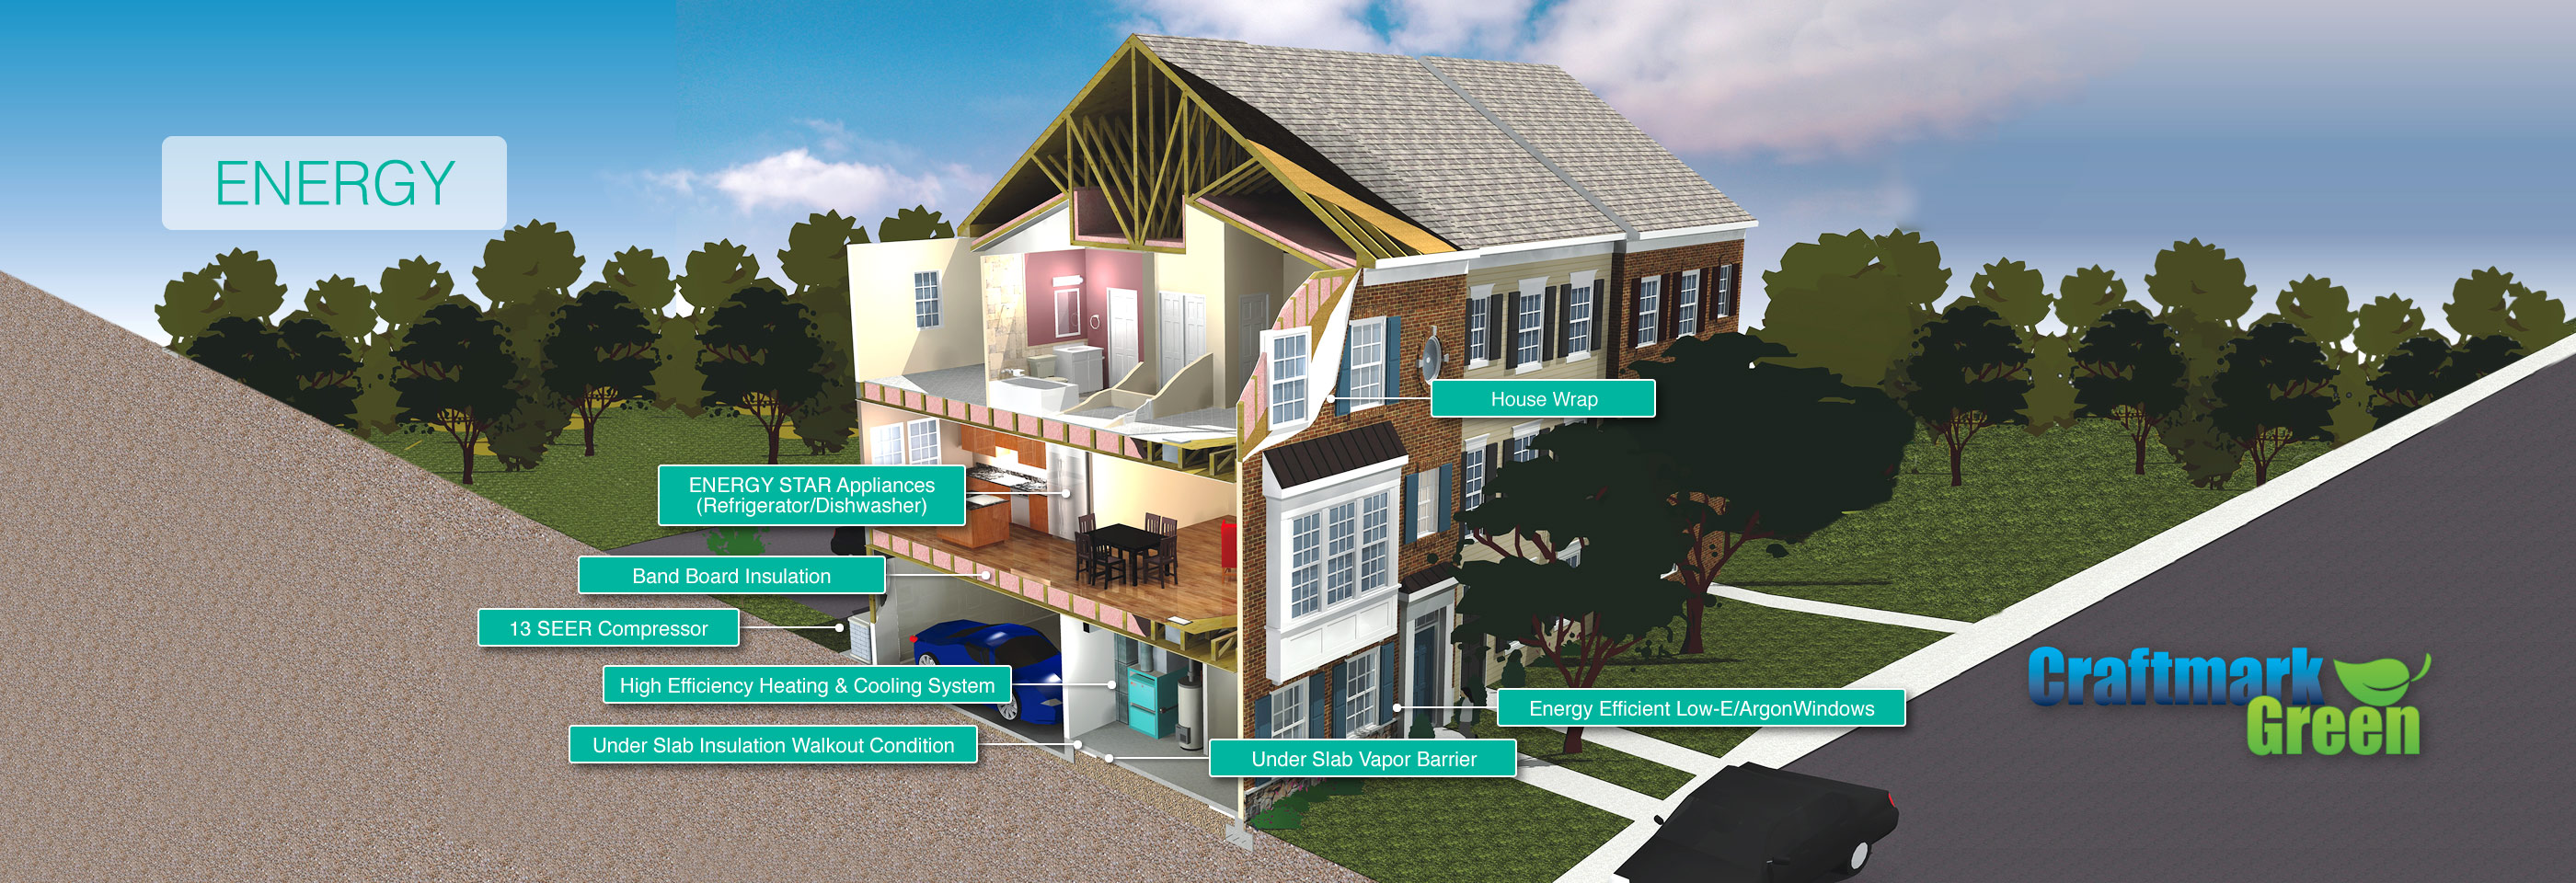 ENERGY
House Wrap
ENERGY STAR Appliances
(Refrigerator/Dishwasher)
Band Board Insulation
13 SEER Compressor
High Efficiency Heating & Cooling System
Energy Efficient Low-E/ArgonWindows
Under Slab Insulation Walkout Condition
Under Slab Vapor Barrier
Craftmark
Green